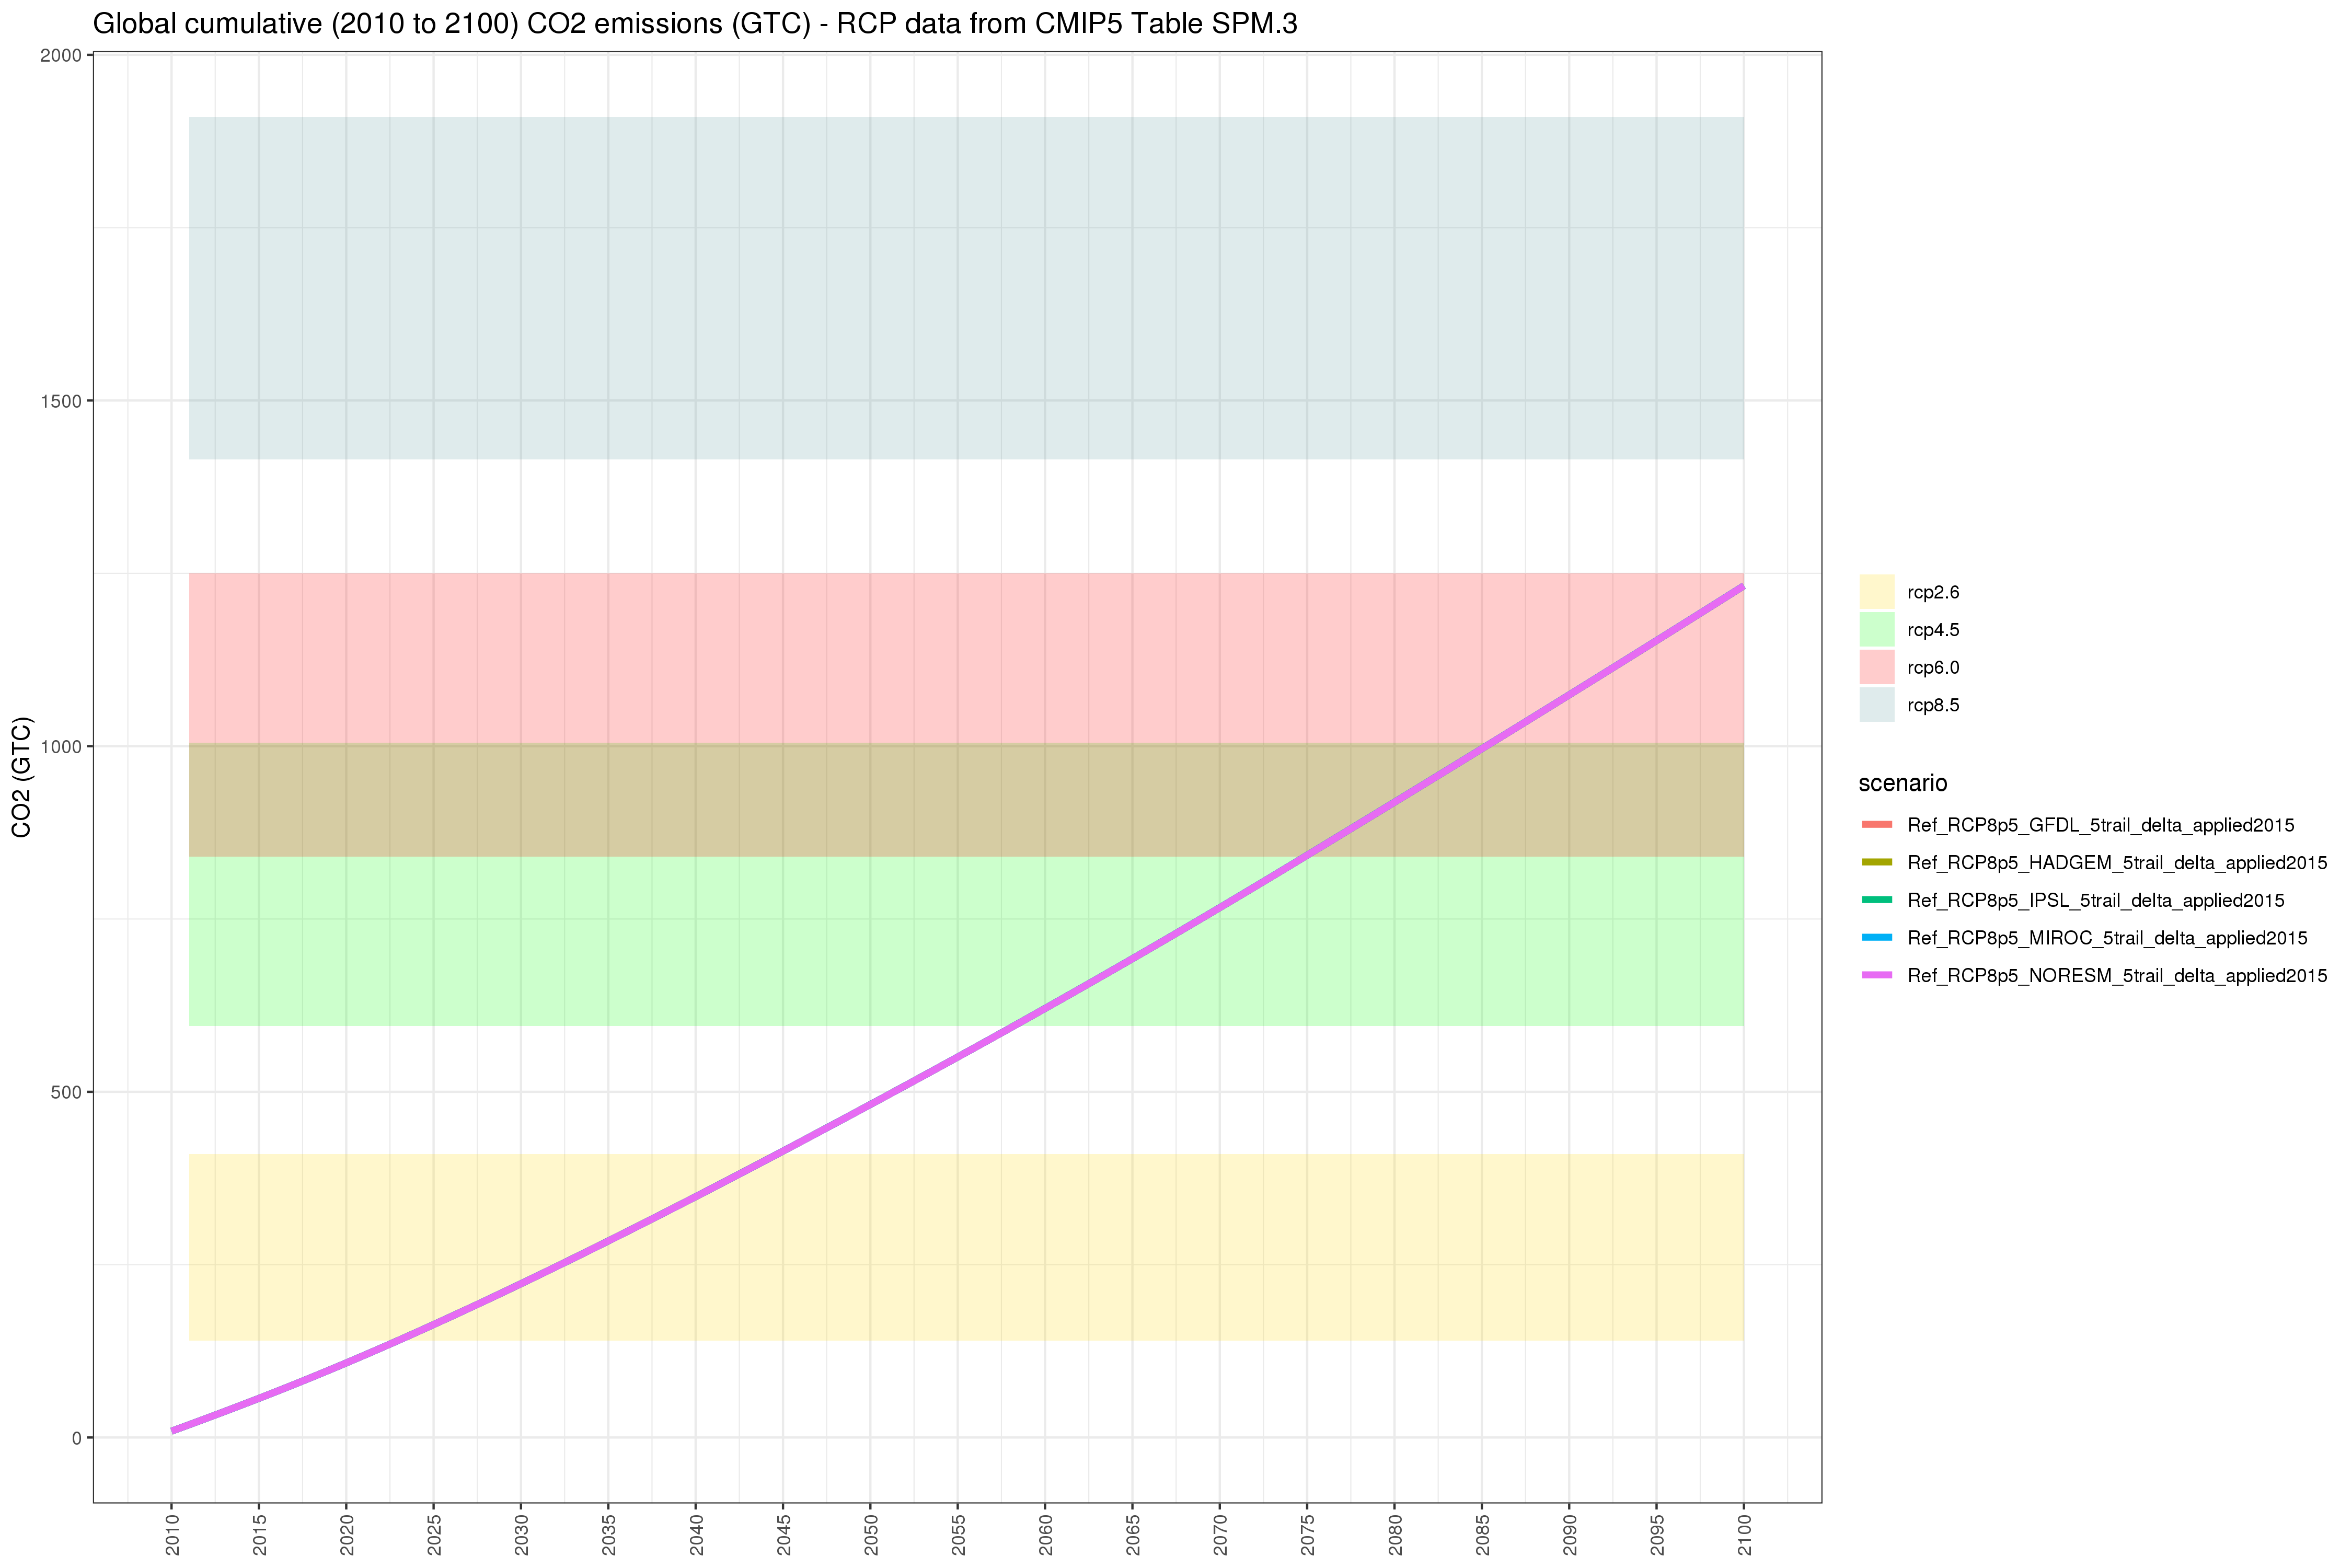 Global cumulative (2010 to 2100) CO2 emissions (GTC) - RCP data from CMIP5 Table SPM.3
CO2 (GTC)
2000
1500
1000
500
0
2010
2015
2020
2025
2030
2035
2040
2045
2050
2055
2060
2065
2070
2075
2080
2085
2090
2095
2100
rcp2.6
rcp4.5
rcp6.0
rcp8.5
scenario
Ref_RCP8p5_GFDL_5trail_delta_applied2015
Ref_RCP8p5_HADGEM_5trail_delta_applied2015
Ref_RCP8p5_IPSL_5trail_delta_applied2015
Ref_RCP8p5_MIROC_5trail_delta_applied2015
Ref_RCP8p5_NORESM_5trail_delta_applied2015